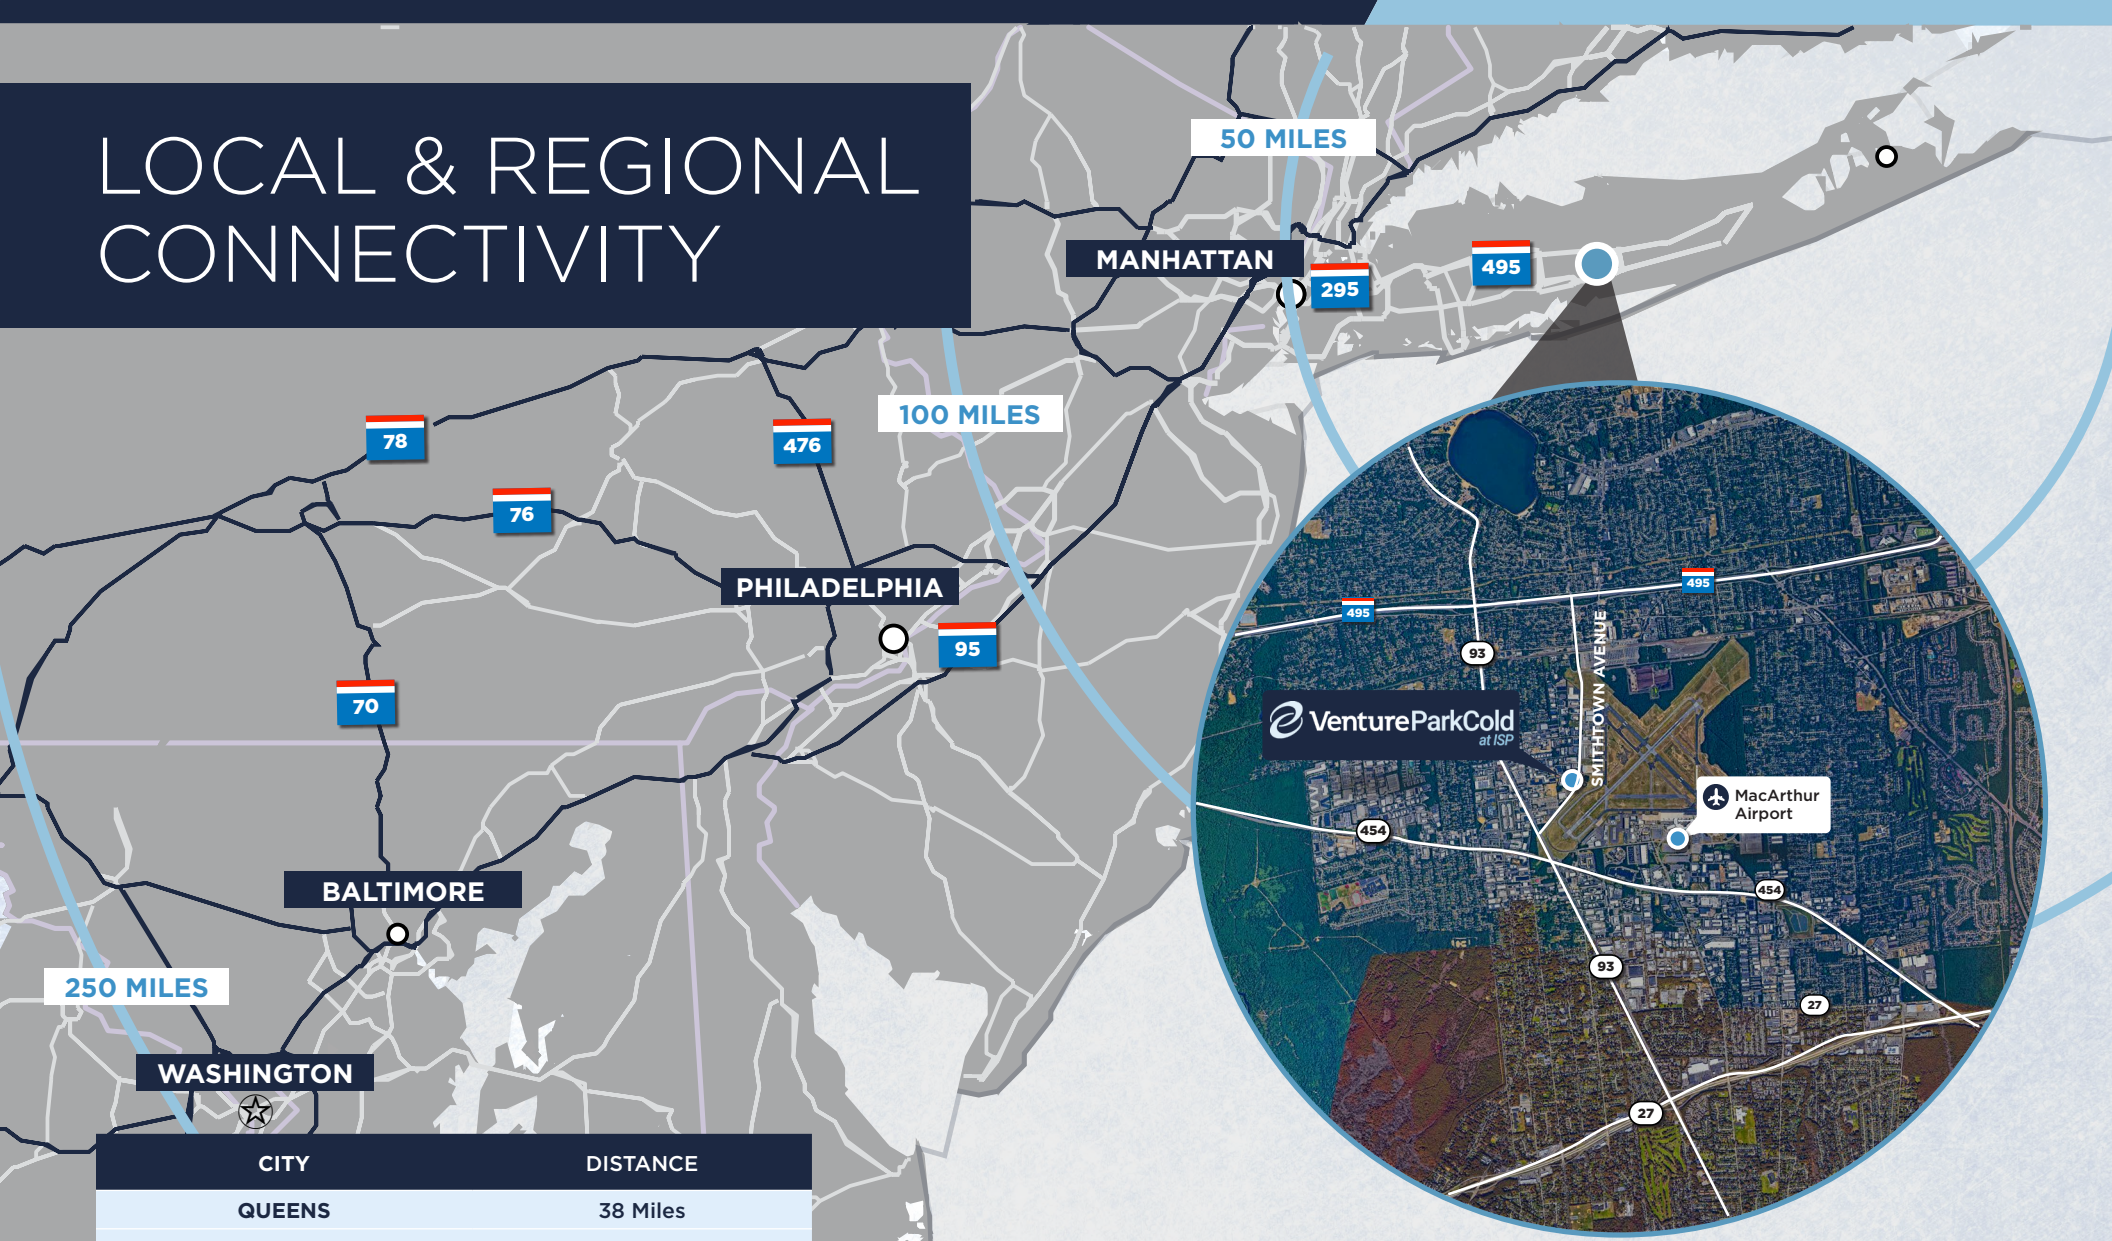 LOCAL & REGIONAL
CONNECTIVITY
50 MILES
MANHATTAN
295
495
100 MILES
78
476
76
PHILADELPHIA
95
70
BALTIMORE
250 MILES
WASHINGTON
495
495
93
SMITHTOWN AVENUE
VentureParkCold
at ISP
MacArthur
Airport
454
454
93
27
27
CITY DISTANCE
QUEENS 38 Miles